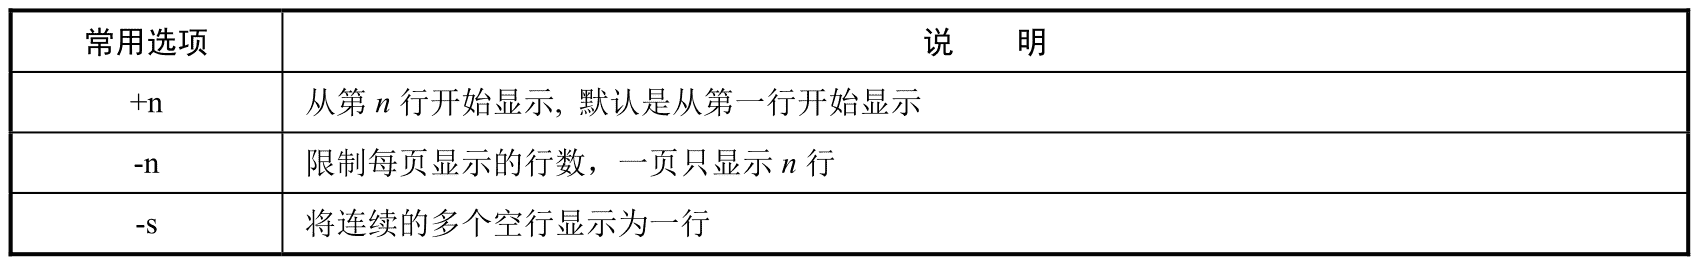 常用选项 说 明
+n 从第 n 行开始显示, 默认是从第一行开始显示
-n 限制每页显示的行数，一页只显示 n 行
-s 将连续的多个空行显示为一行